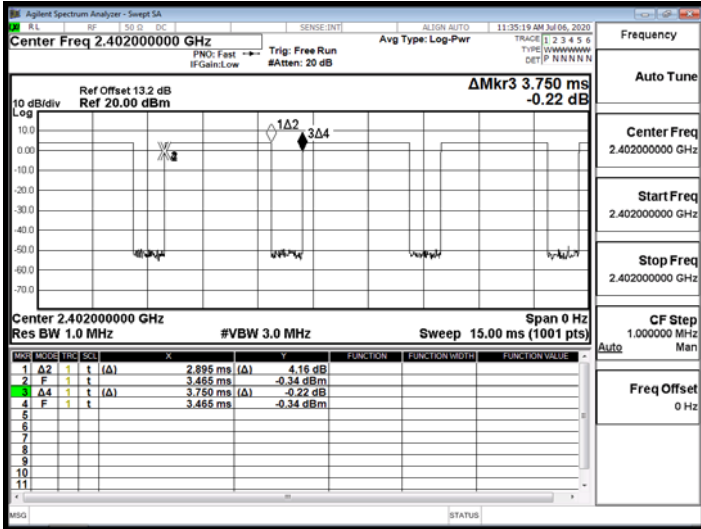 Agilent Spectrum Analyzer - Swept SA
RL RF 50 Ω DC SENSE:INT ALIGN AUTO 11:35:19 AM Jul 06, 2020
Center Freq 2.402000000 GHz
PNO: Fast
IFGain:Low
Trig: Free Run
#Atten: 20 dB
Avg Type: Log-Pwr
TRACE 1 2 3 4 5 6
TYPE WWWWWW
DET P N N N N N
Ref Offset 13.2 dB
Ref 20.00 dBm
10 dB/div
Log
ΔMkr3 3.750 ms
-0.22 dB
1Δ2
3Δ4
10.0
0.00
-10.0
-20.0
-30.0
-40.0
-50.0
-60.0
-70.0
Center 2.402000000 GHz Span 0 Hz
Res BW 1.0 MHz #VBW 3.0 MHz Sweep 15.00 ms (1001 pts)
MKR MODE TRC SCL X Y FUNCTION FUNCTION WIDTH FUNCTION VALUE
1 Δ2 1 t (Δ) 2.895 ms (Δ) 4.16 dB
2 F 1 t 3.465 ms -0.34 dBm
3 Δ4 1 t (Δ) 3.750 ms (Δ) -0.22 dB
4 F 1 t 3.465 ms -0.34 dBm
5
6
7
8
9
10
11
MSG STATUS
Frequency
Auto Tune
Center Freq
2.402000000 GHz
Start Freq
2.402000000 GHz
Stop Freq
2.402000000 GHz
CF Step
1.000000 MHz
Auto Man
Freq Offset
0 Hz